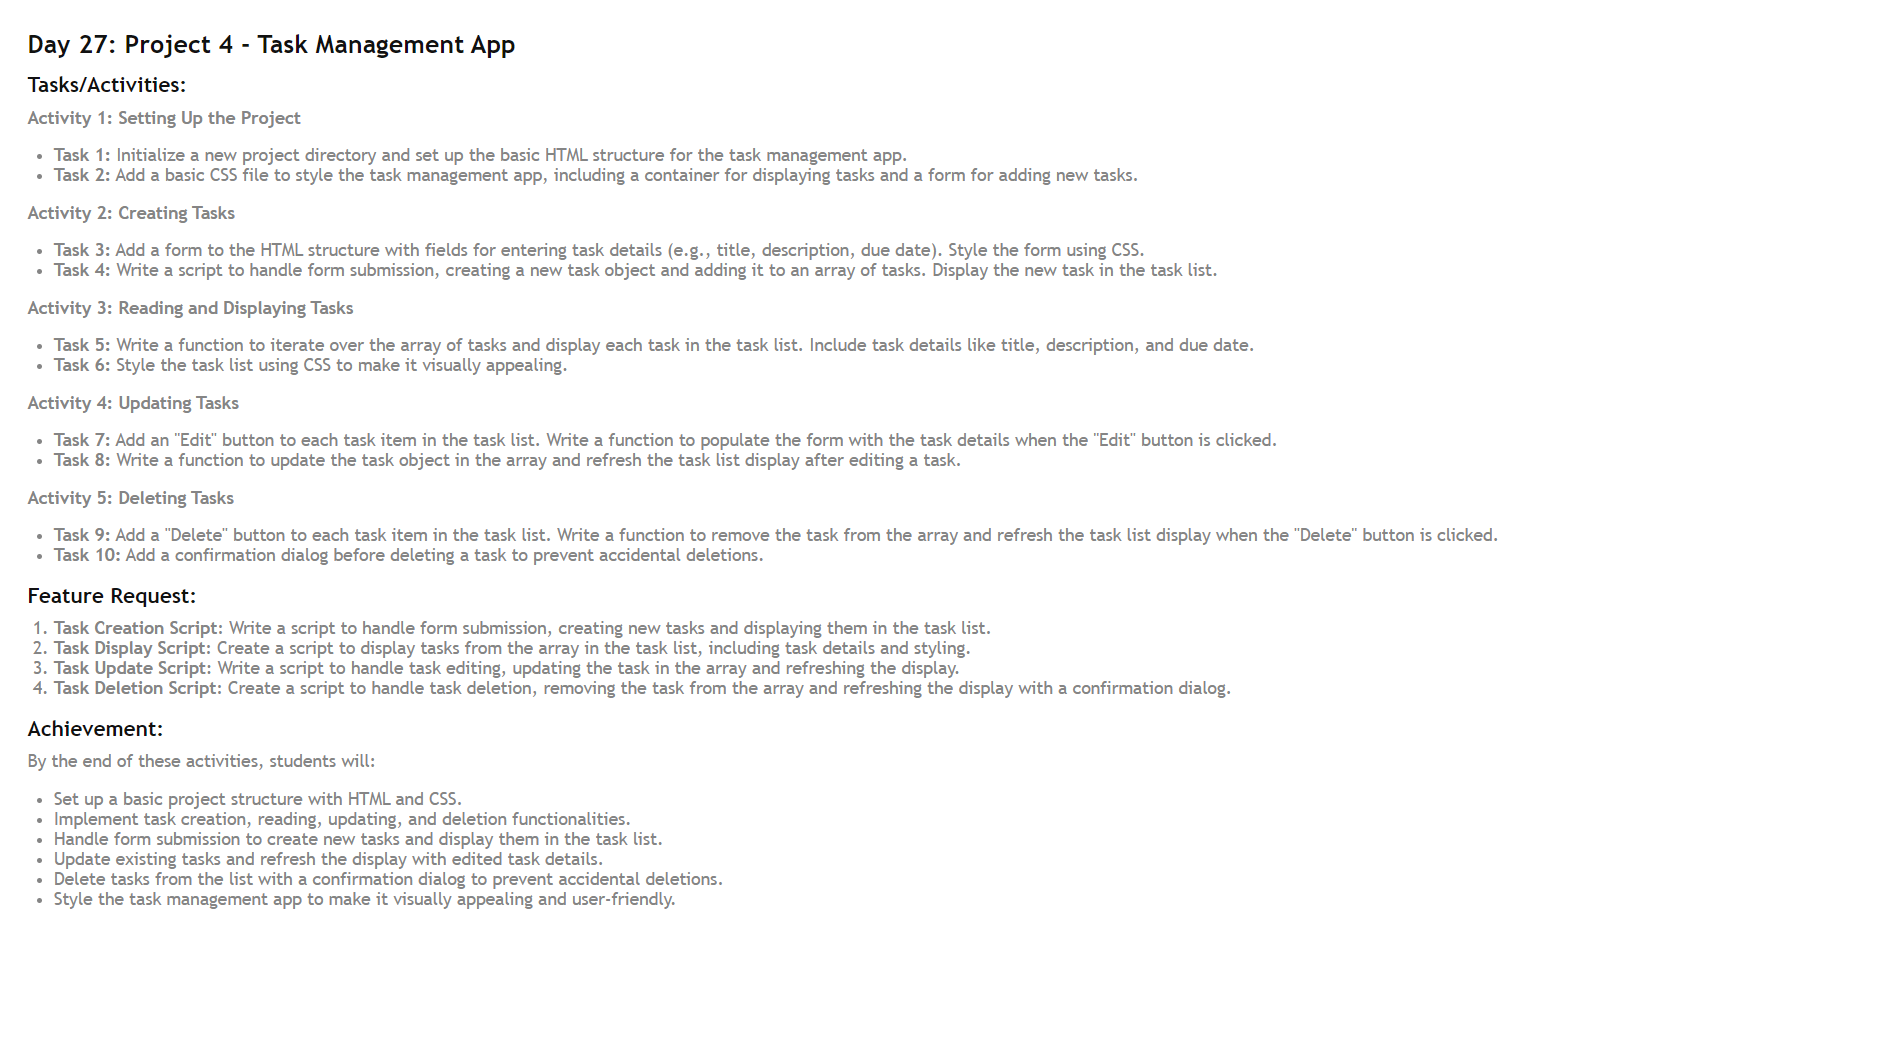 Day 27: Project 4 - Task Management App
Tasks/Activities:
Activity 1: Setting Up the Project
• Task 1: Initialize a new project directory and set up the basic HTML structure for the task management app.
• Task 2: Add a basic CSS file to style the task management app, including a container for displaying tasks and a form for adding new tasks.
Activity 2: Creating Tasks
• Task 3: Add a form to the HTML structure with fields for entering task details (e.g., title, description, due date). Style the form using CSS.
• Task 4: Write a script to handle form submission, creating a new task object and adding it to an array of tasks. Display the new task in the task list.
Activity 3: Reading and Displaying Tasks
• Task 5: Write a function to iterate over the array of tasks and display each task in the task list. Include task details like title, description, and due date.
• Task 6: Style the task list using CSS to make it visually appealing.
Activity 4: Updating Tasks
• Task 7: Add an "Edit" button to each task item in the task list. Write a function to populate the form with the task details when the "Edit" button is clicked.
• Task 8: Write a function to update the task object in the array and refresh the task list display after editing a task.
Activity 5: Deleting Tasks
• Task 9: Add a "Delete" button to each task item in the task list. Write a function to remove the task from the array and refresh the task list display when the "Delete" button is clicked.
• Task 10: Add a confirmation dialog before deleting a task to prevent accidental deletions.
Feature Request:
1. Task Creation Script: Write a script to handle form submission, creating new tasks and displaying them in the task list.
2. Task Display Script: Create a script to display tasks from the array in the task list, including task details and styling.
3. Task Update Script: Write a script to handle task editing, updating the task in the array and refreshing the display.
4. Task Deletion Script: Create a script to handle task deletion, removing the task from the array and refreshing the display with a confirmation dialog.
Achievement:
By the end of these activities, students will:
• Set up a basic project structure with HTML and CSS.
• Implement task creation, reading, updating, and deletion functionalities.
• Handle form submission to create new tasks and display them in the task list.
• Update existing tasks and refresh the display with edited task details.
• Delete tasks from the list with a confirmation dialog to prevent accidental deletions.
• Style the task management app to make it visually appealing and user-friendly.